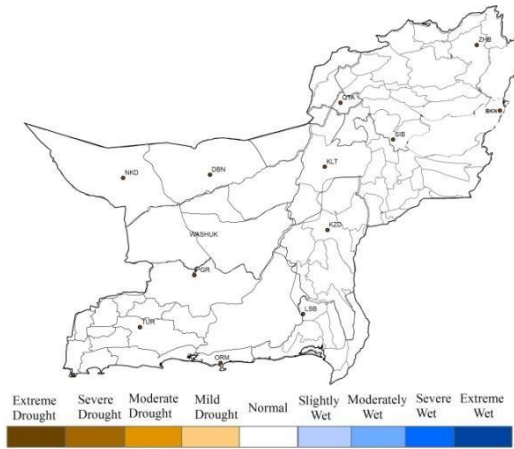 ZHB
QTA
BKN
SIB
DBN
KLT
NKD
WASHUK
KZD
PGR
LSB
TUR
ORM
Extreme Drought
Severe Drought
Moderate Drought
Mild Drought
Normal
Slightly Wet
Moderately Wet
Severe Wet
Extreme Wet